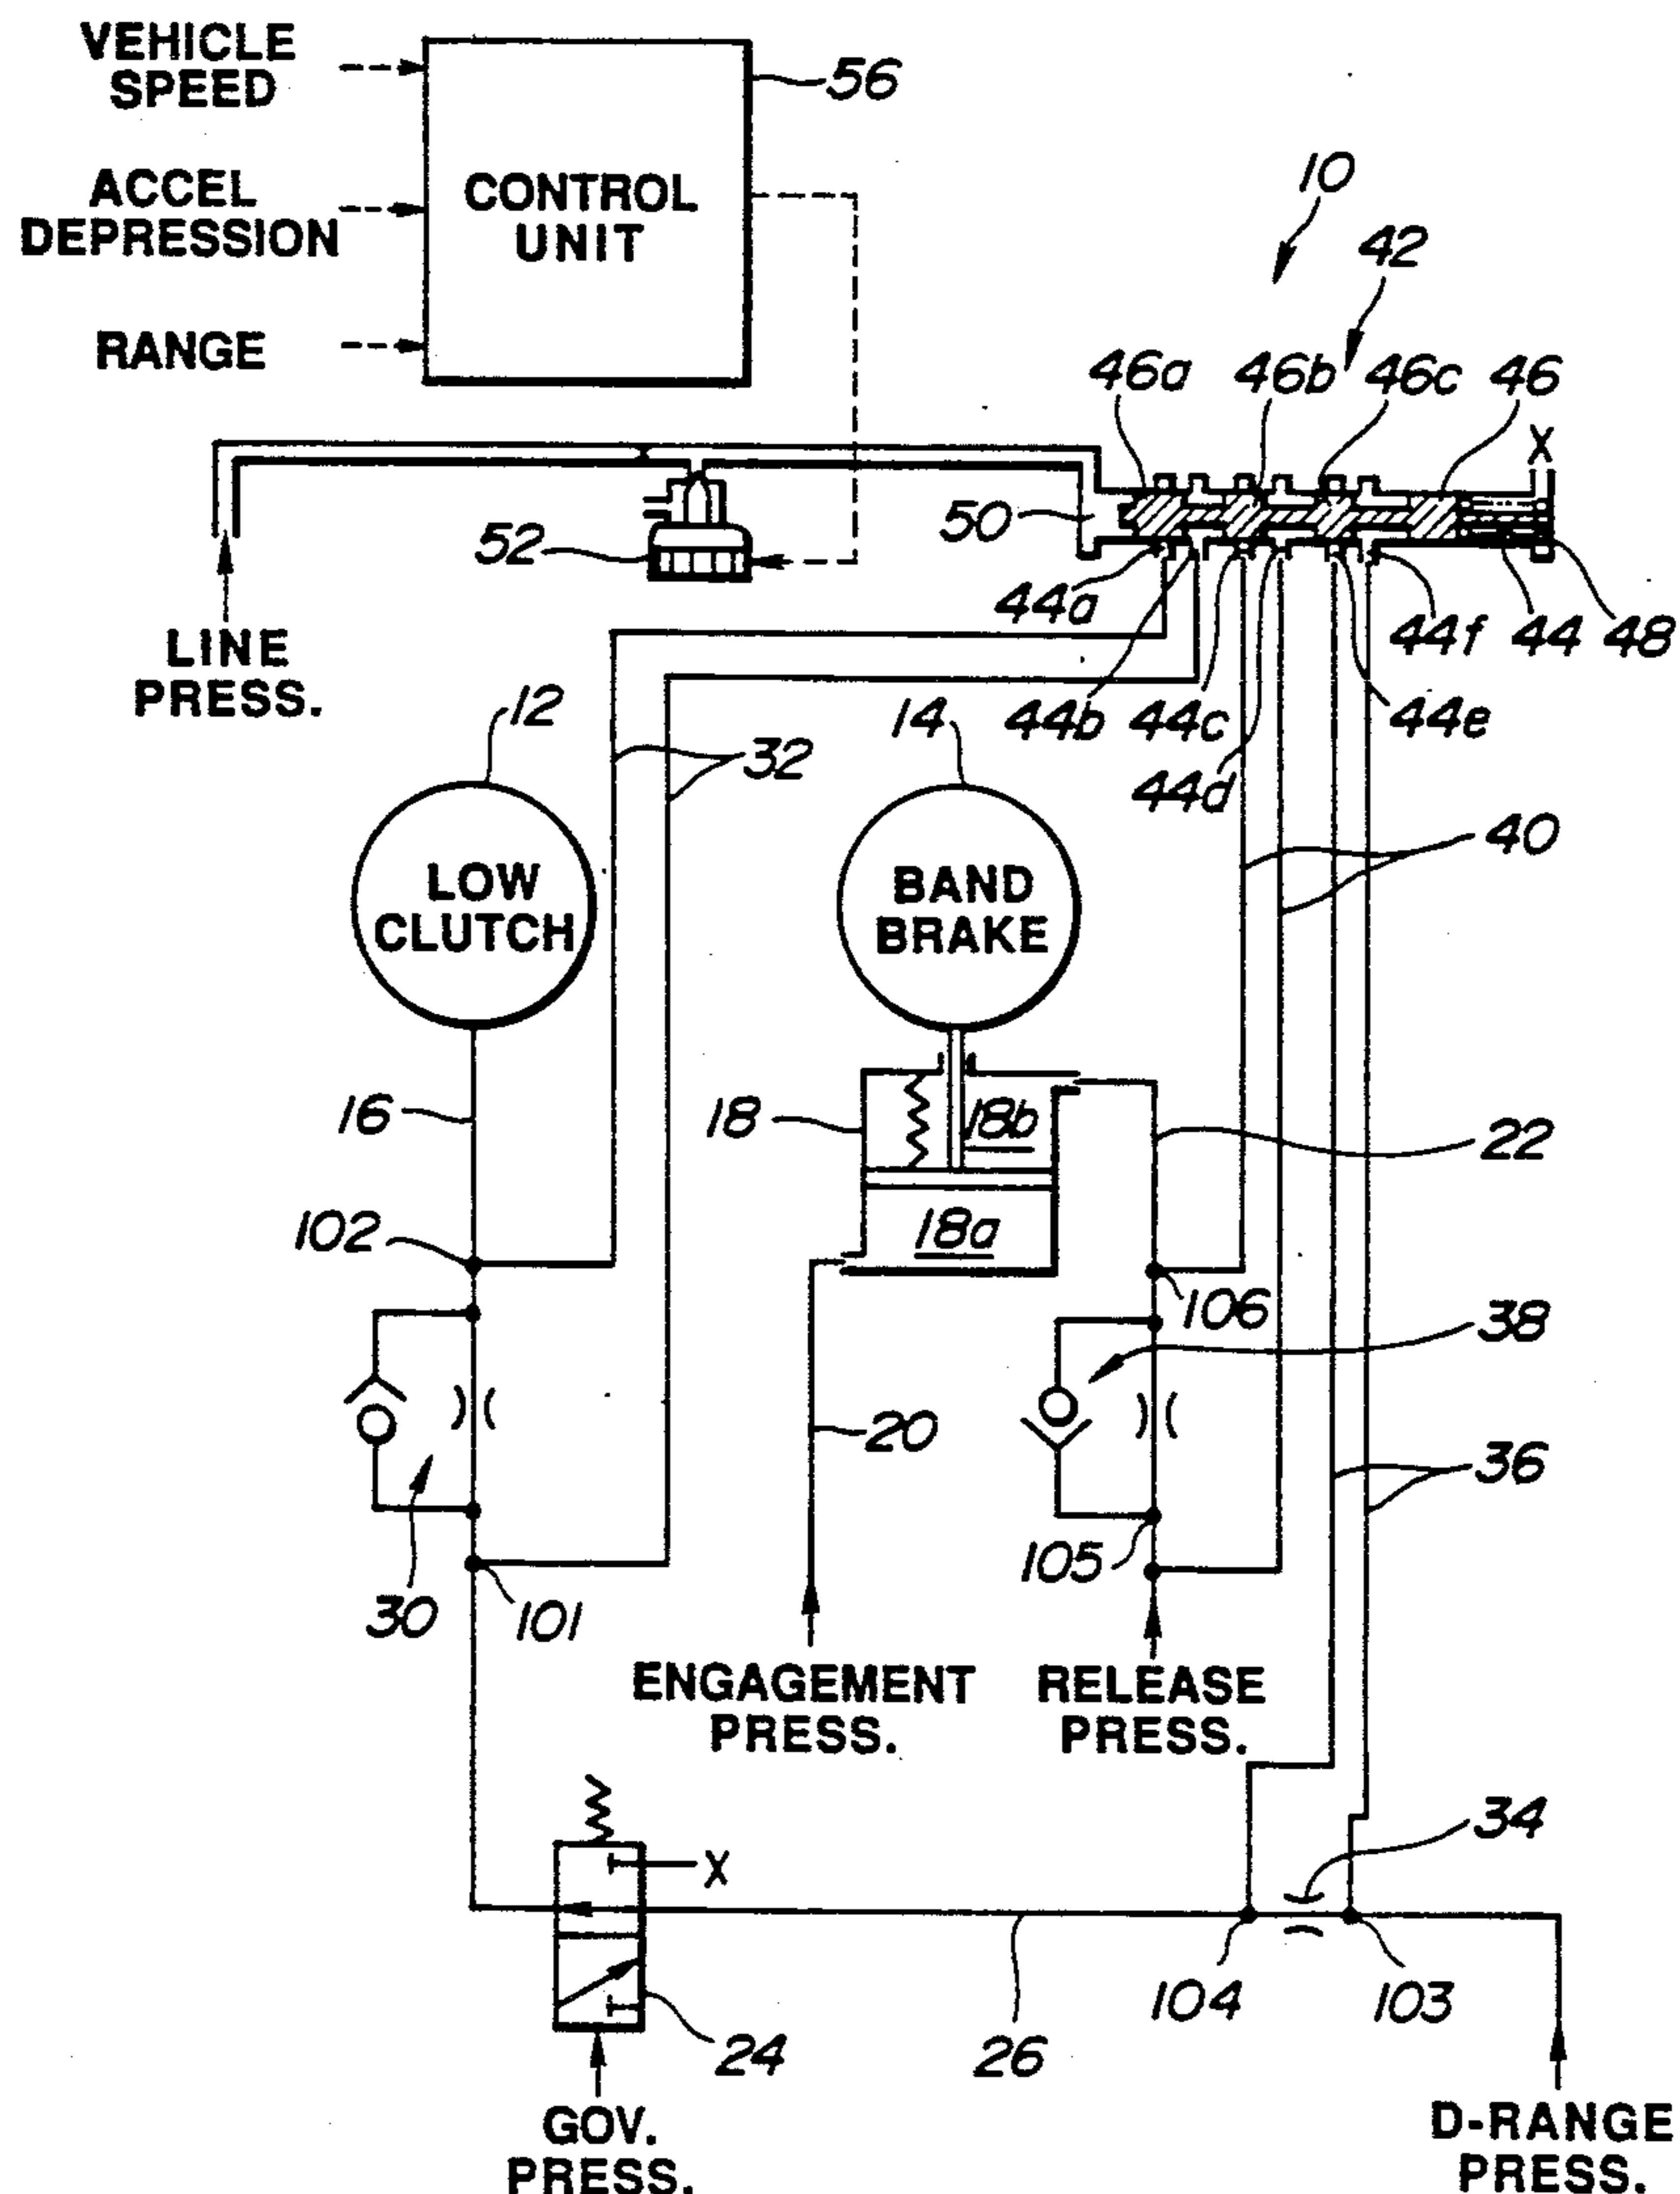 VEHICLE
SPEED
56
ACCEL
DEPRESSION
CONTROL
UNIT
RANGE
10
42
46a 46b 46c 46
X
50
52
44a
44f 44 48
LINE
PRESS.
44b 44c 44e
44d
12
14
32
40
LOW
CLUTCH
BAND
BRAKE
16
18
18b
22
18a
102
106
38
20
36
105
30
101
ENGAGEMENT
PRESS.
RELEASE
PRESS.
34
X
104
103
24
26
GOV.
PRESS.
D-RANGE
PRESS.